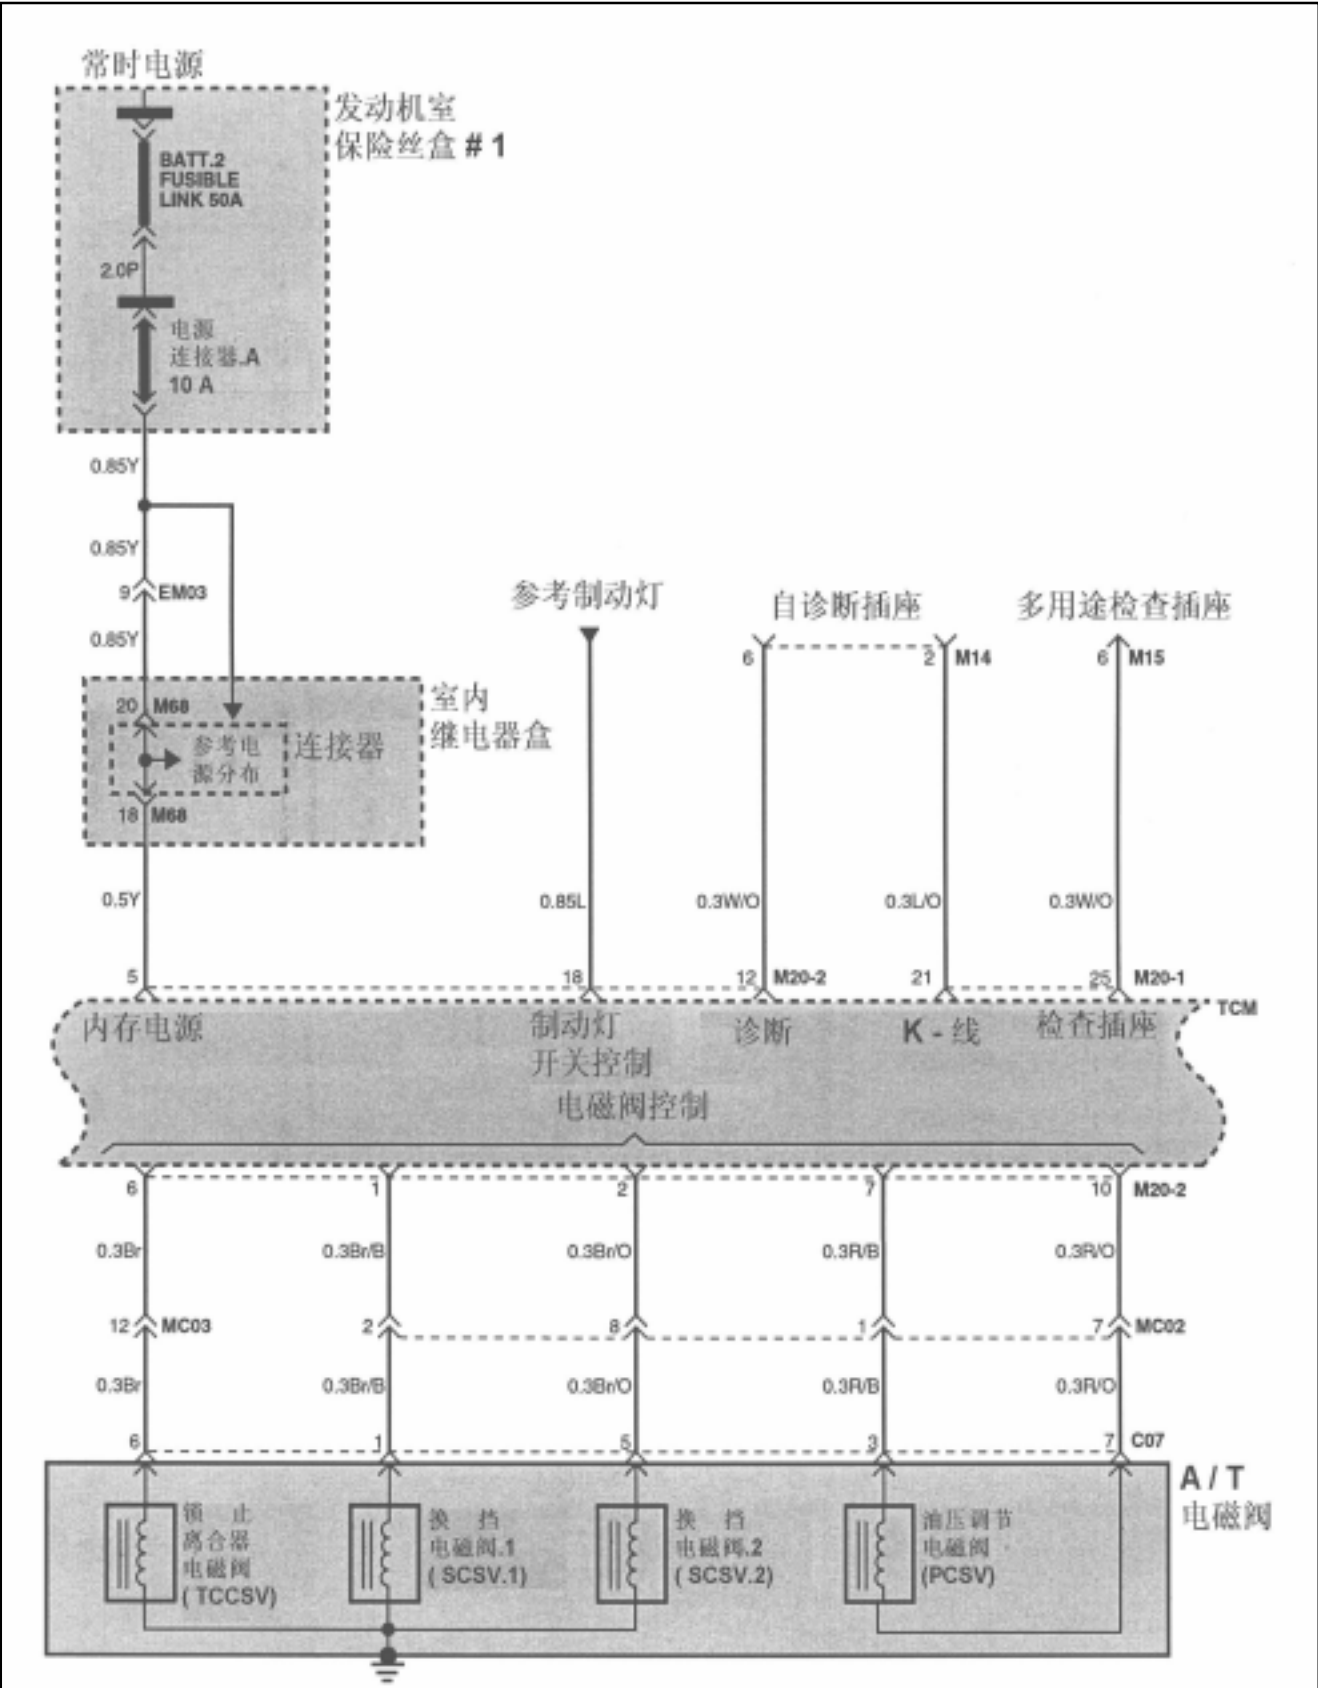 常时电源
发动机室
保险丝盒 # 1
BATT.2
FUSIBLE
LINK 50A
2.0P
电源
连接器.A
10 A
0.85Y
0.85Y
9 EM03
0.85Y
参考制动灯
自诊断插座
多用途检查插座
6 2 M14 6 M15
20 M68
室内
继电器盒
参考电
源分布
连接器
18 M68
0.5Y 0.85L 0.3W/O 0.3L/O 0.3W/O
5 18 12 M20-2 21 25 M20-1
TCM
内存电源 制动灯 诊断 K - 线 检查插座
开关控制
电磁阀控制
6 1 2 7 10 M20-2
0.3Br 0.3Br/B 0.3Br/O 0.3R/B 0.3R/O
12 MC03 2 8 1 7 MC02
0.3Br 0.3Br/B 0.3Br/O 0.3R/B 0.3R/O
6 1 5 3 7 C07
A / T
电磁阀
锁 止
离合器
电磁阀
( TCCSV)
换 挡
电磁阀.1
( SCSV.1)
换 挡
电磁阀.2
( SCSV.2)
油压调节
电磁阀
(PCSV)